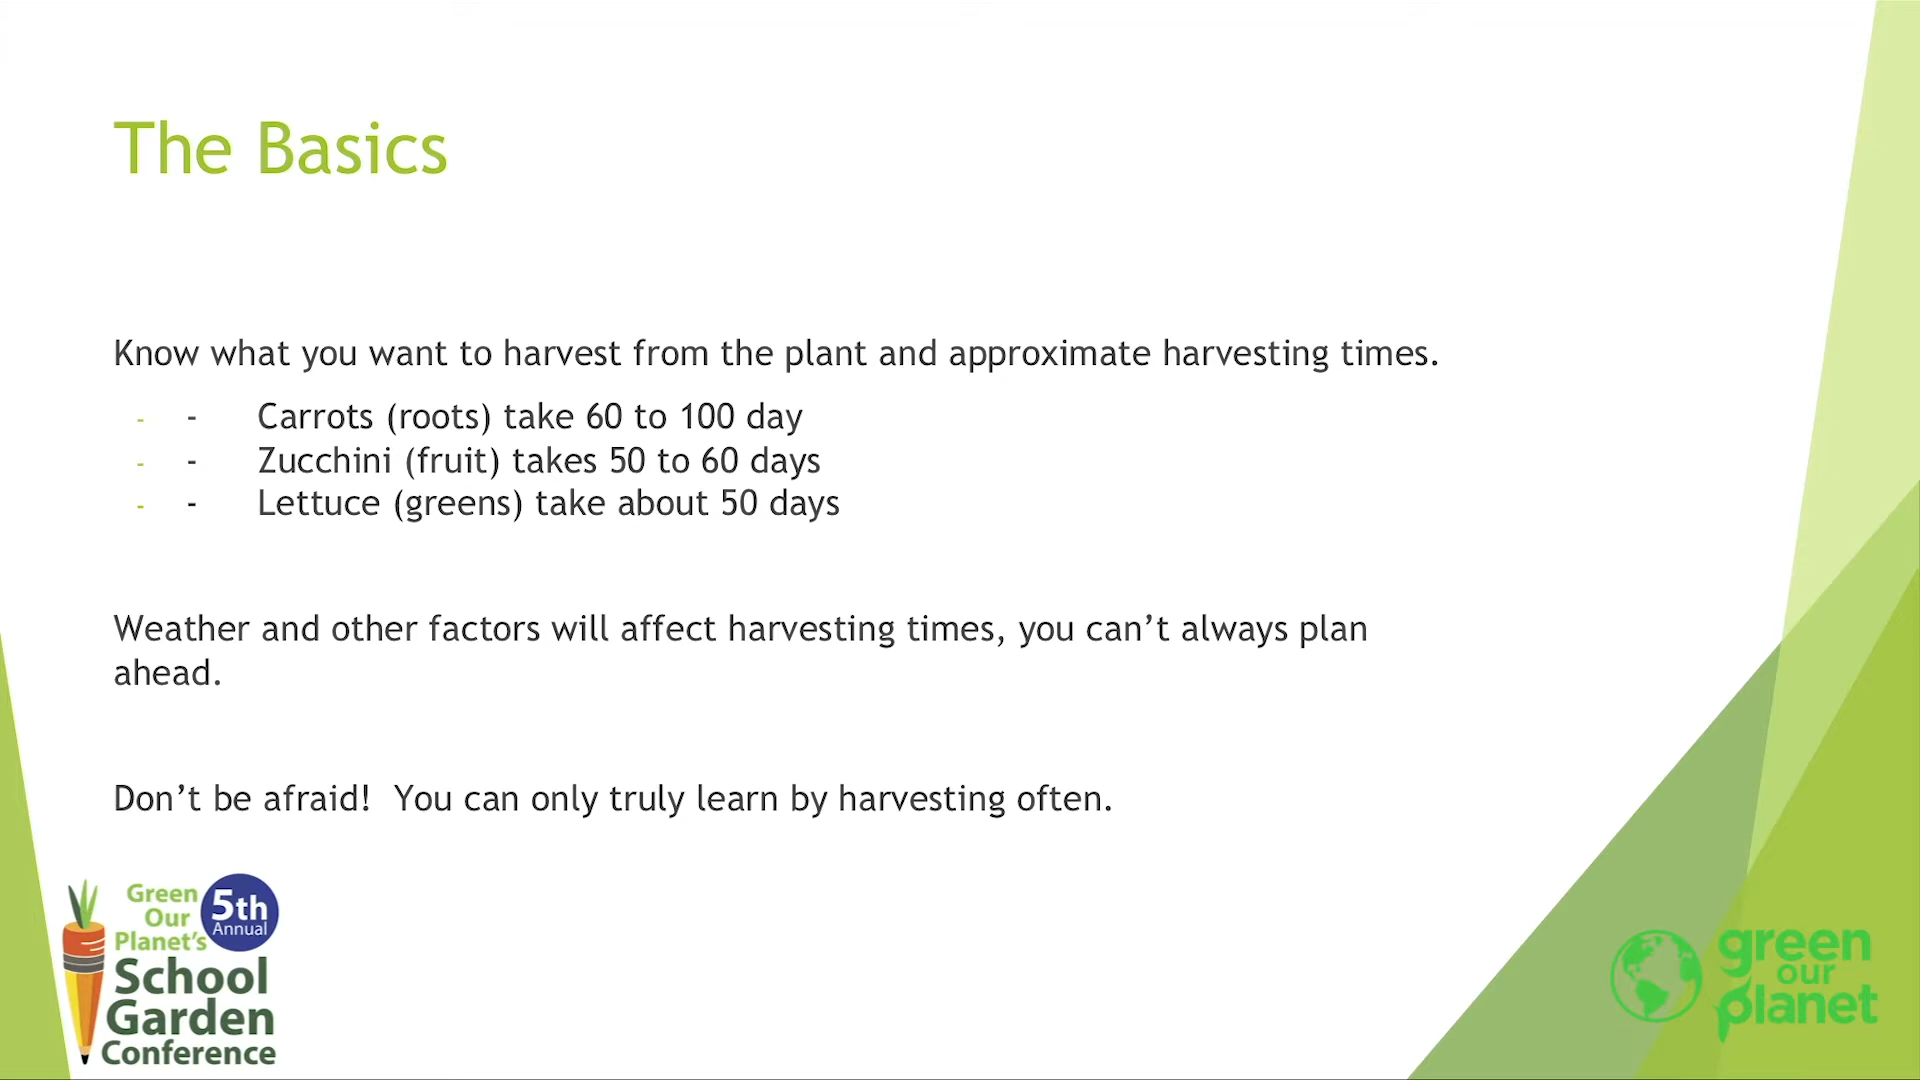 The Basics
Know what you want to harvest from the plant and approximate harvesting times.
- - Carrots (roots) take 60 to 100 day
- - Zucchini (fruit) takes 50 to 60 days
- - Lettuce (greens) take about 50 days
Weather and other factors will affect harvesting times, you can’t always plan
ahead.
Don’t be afraid!  You can only truly learn by harvesting often.
Green
Our
Planet’s
5th
Annual
School
Garden
Conference
green
our
planet